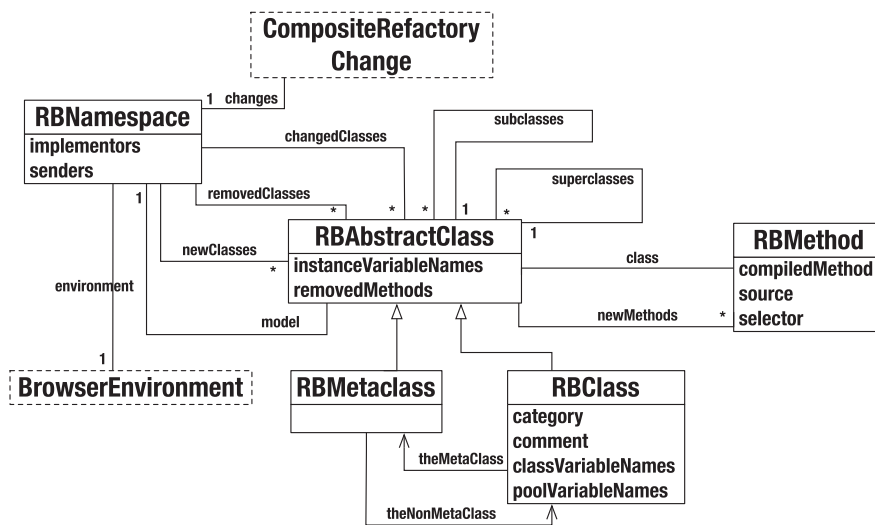 CompositeRefactory
Change
1 changes
RBNamespace
implementors
senders
changedClasses
subclasses
superclasses
removedClasses
1
*
*
*
1
*
1
RBAbstractClass
instanceVariableNames
removedMethods
newClasses
*
RBMethod
compiledMethod
source
selector
class
newMethods
*
environment
model
1
BrowserEnvironment
RBMetaclass
RBClass
category
comment
classVariableNames
poolVariableNames
theMetaClass
theNonMetaClass